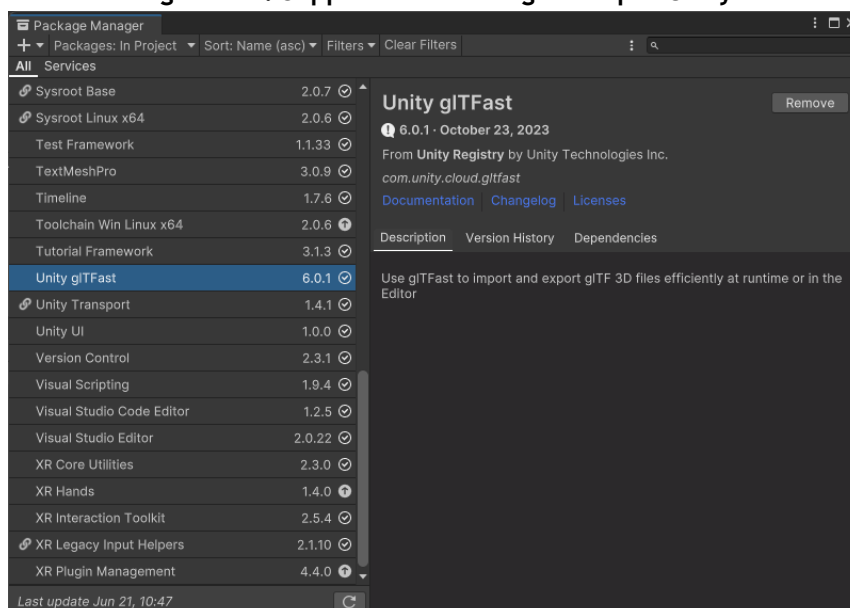 Package Manager
Packages: In Project Sort: Name (asc) Filters Clear Filters
All Services
Sysroot Base 2.0.7
Sysroot Linux x64 2.0.6
Test Framework 1.1.33
TextMeshPro 3.0.9
Timeline 1.7.6
Toolchain Win Linux x64 2.0.6
Tutorial Framework 3.1.3
Unity glTFast 6.0.1
Unity Transport 1.4.1
Unity UI 1.0.0
Version Control 2.3.1
Visual Scripting 1.9.4
Visual Studio Code Editor 1.2.5
Visual Studio Editor 2.0.22
XR Core Utilities 2.3.0
XR Hands 1.4.0
XR Interaction Toolkit 2.5.4
XR Legacy Input Helpers 2.1.10
XR Plugin Management 4.4.0
Last update Jun 21, 10:47
Unity glTFast
Remove
6.0.1 · October 23, 2023
From Unity Registry by Unity Technologies Inc.
com.unity.cloud.gltfast
Documentation Changelog Licenses
Description Version History Dependencies
Use glTFast to import and export glTF 3D files efficiently at runtime or in the
Editor